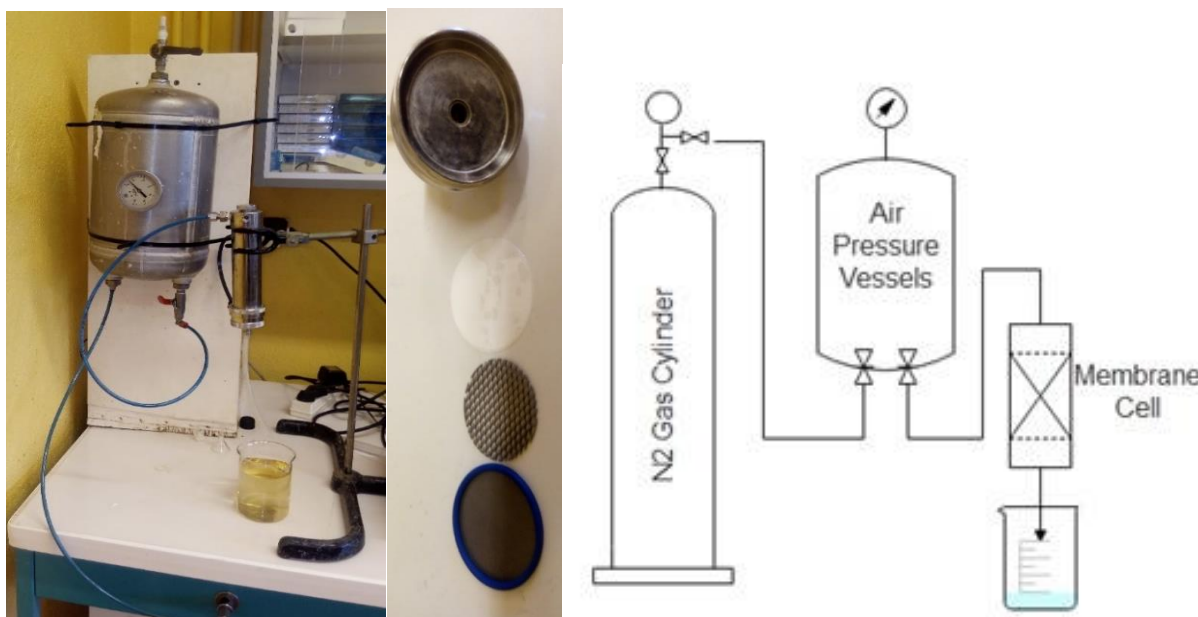 N2 Gas Cylinder
Air
Pressure
Vessels
Membrane
Cell